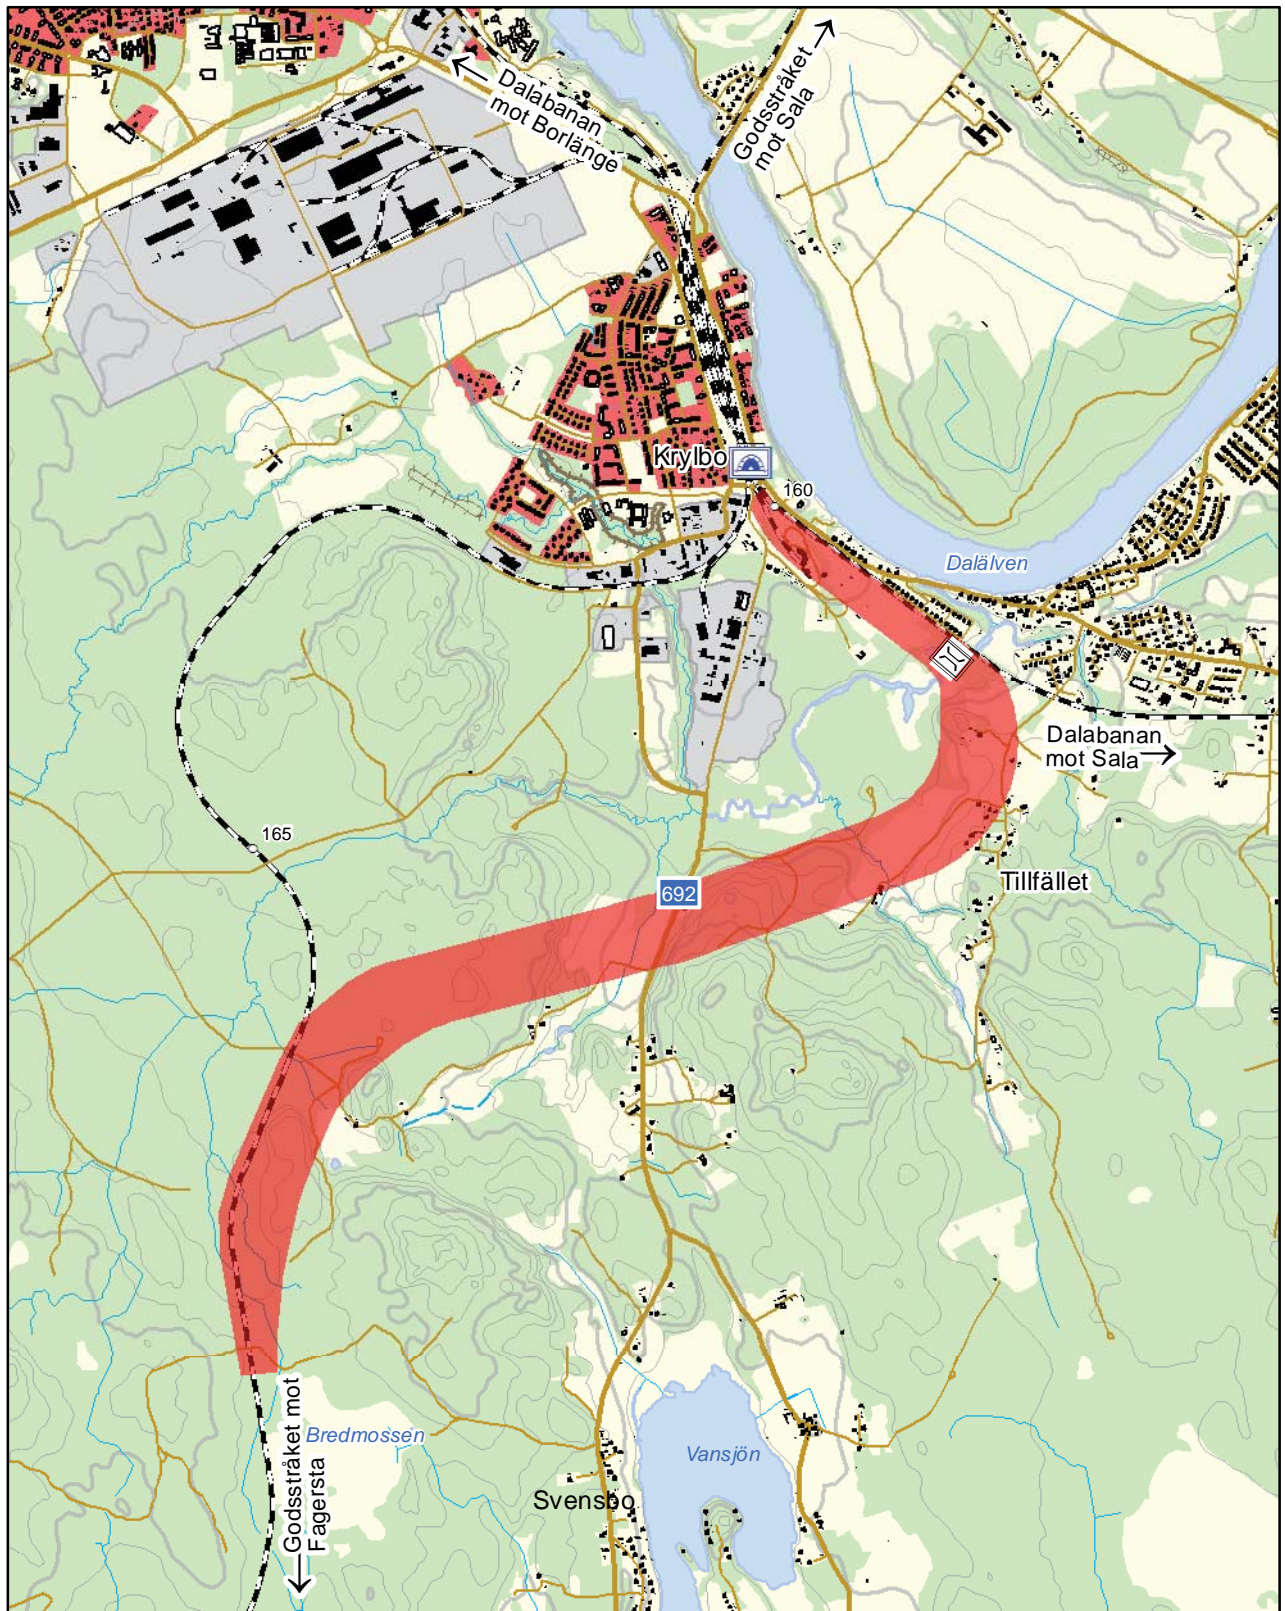 Dalabanan
mot Borlänge
Godsstråket
mot Sala
Krylbo
160
Dalälven
Dalabanan
mot Sala
165
Tillfället
692
Godsstråket mot
Fagersta
Bredmossen
Vansjön
Svensbo